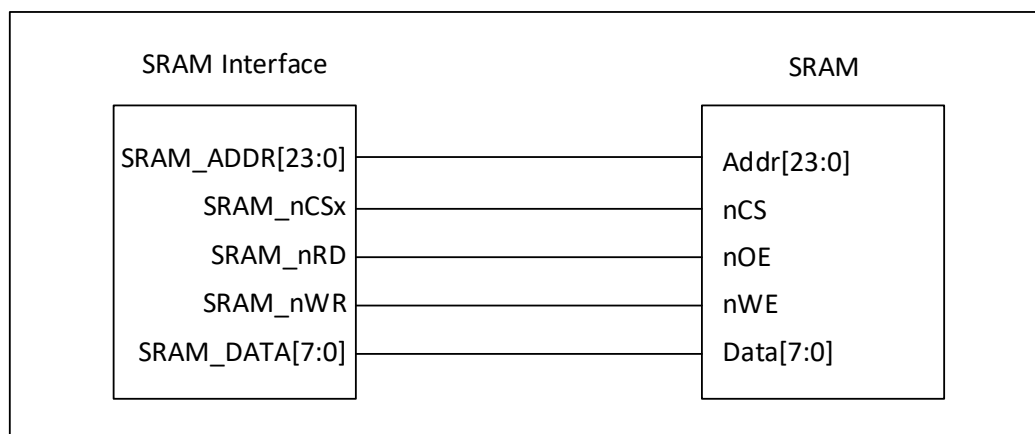 SRAM Interface
SRAM
SRAM_ADDR[23:0]
SRAM_nCSx
SRAM_nRD
SRAM_nWR
SRAM_DATA[7:0]
Addr[23:0]
nCS
nOE
nWE
Data[7:0]